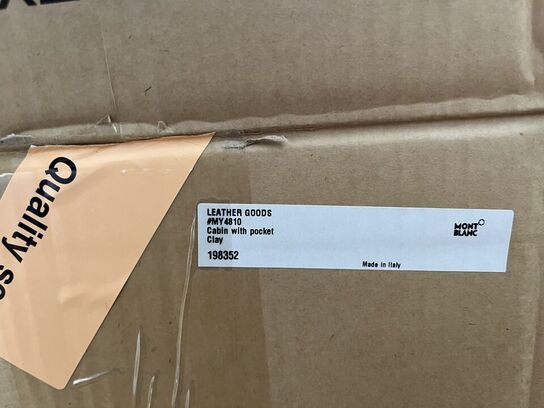 Quality
LEATHER GOODS
#MY4810
Cabin with pocket
Clay
198352
Made in Italy
MONT
BLANC